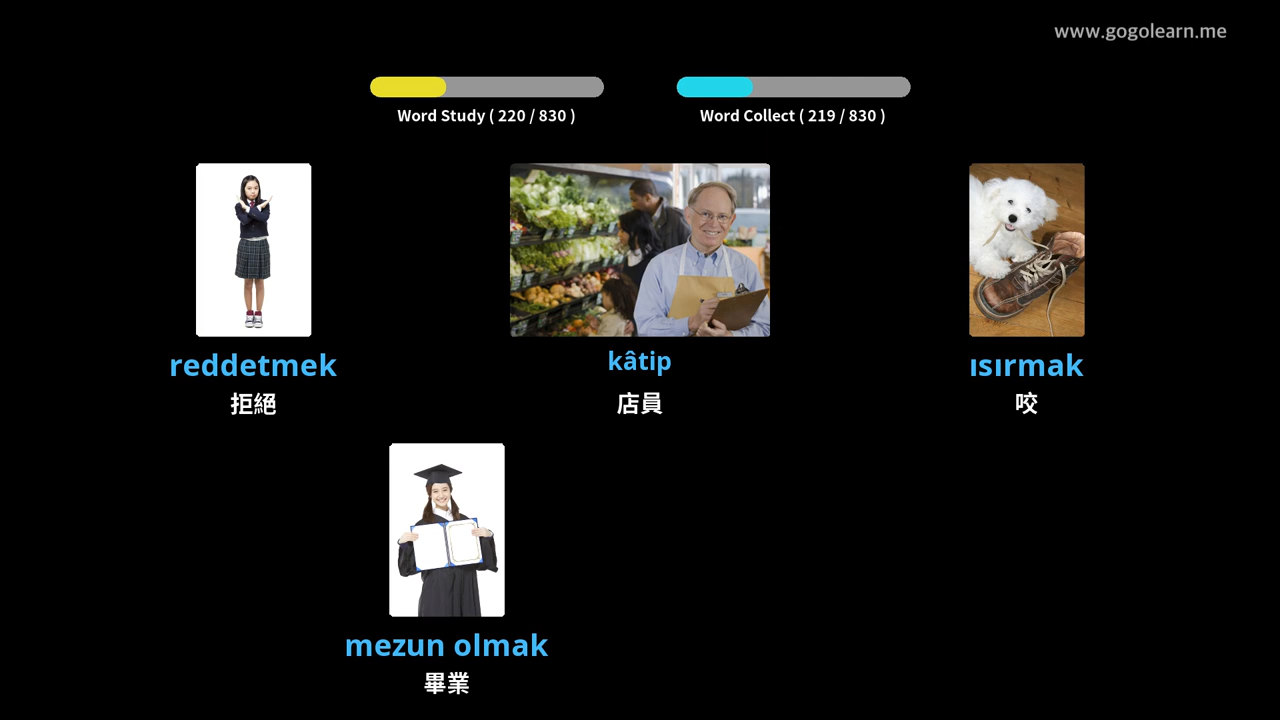 www.gogolearn.me
Word Study ( 220 / 830 )
Word Collect ( 219 / 830 )
reddetmek
拒絕
kâtip
店員
ısırmak
咬
mezun olmak
畢業